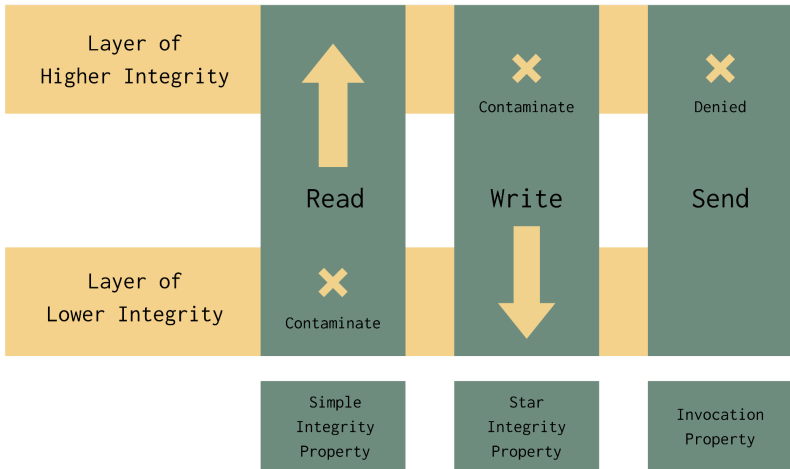 Layer of
Higher Integrity
Contaminate
Denied
Read
Write
Send
Layer of
Lower Integrity
Contaminate
Simple
Integrity
Property
Star
Integrity
Property
Invocation
Property